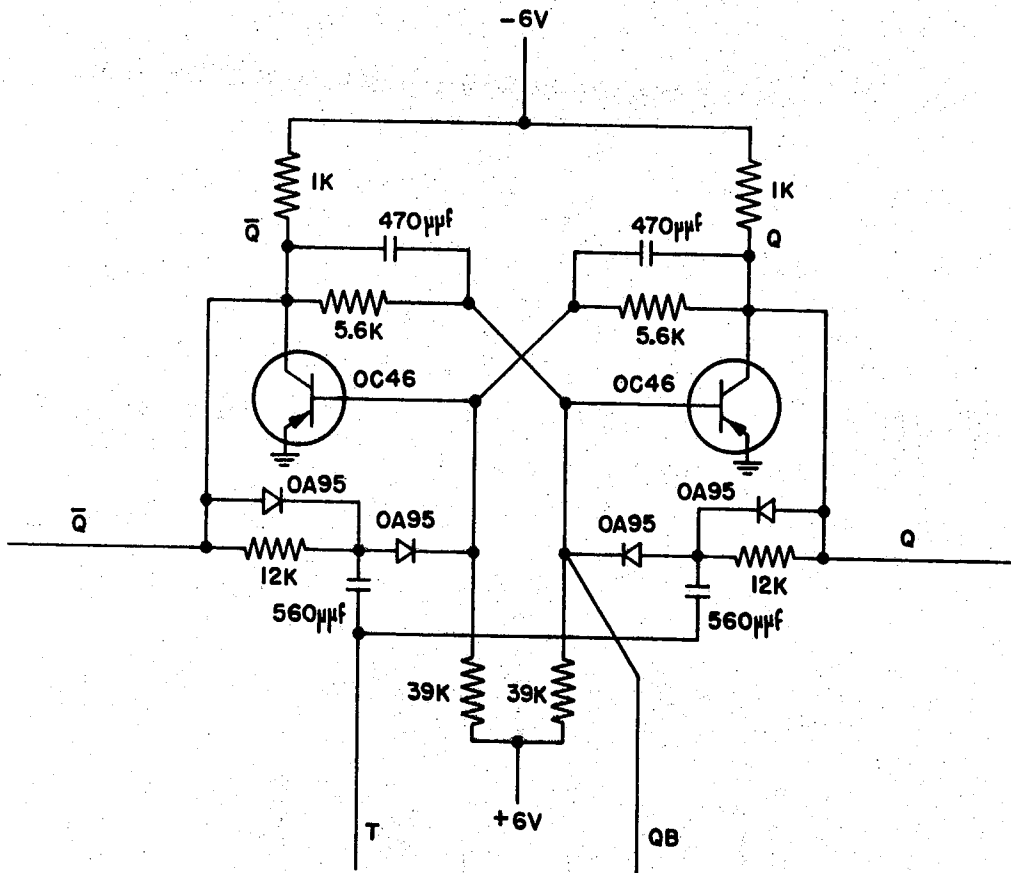 -6V
1K
1K
Q̅
470μμf
470μμf
Q
5.6K
5.6K
OC46
OC46
OA95
OA95
Q̅
OA95
OA95
Q
12K
12K
560μμf
560μμf
39K
39K
+6V
T
QB